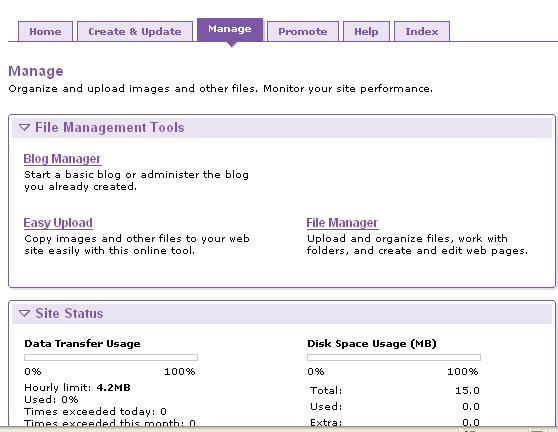 Home Create & Update Manage Promote Help Index
Manage
Organize and upload images and other files. Monitor your site performance.
File Management Tools
Blog Manager
Start a basic blog or administer the blog
you already created.
Easy Upload
Copy images and other files to your web
site easily with this online tool.
File Manager
Upload and organize files, work with
folders, and create and edit web pages.
Site Status
Data Transfer Usage
0% 100%
Hourly limit: 4.2MB
Used: 0%
Times exceeded today: 0
Times exceeded this month: 0
Disk Space Usage (MB)
0% 100%
Total: 15.0
Used: 0.0
Extra: 0.0